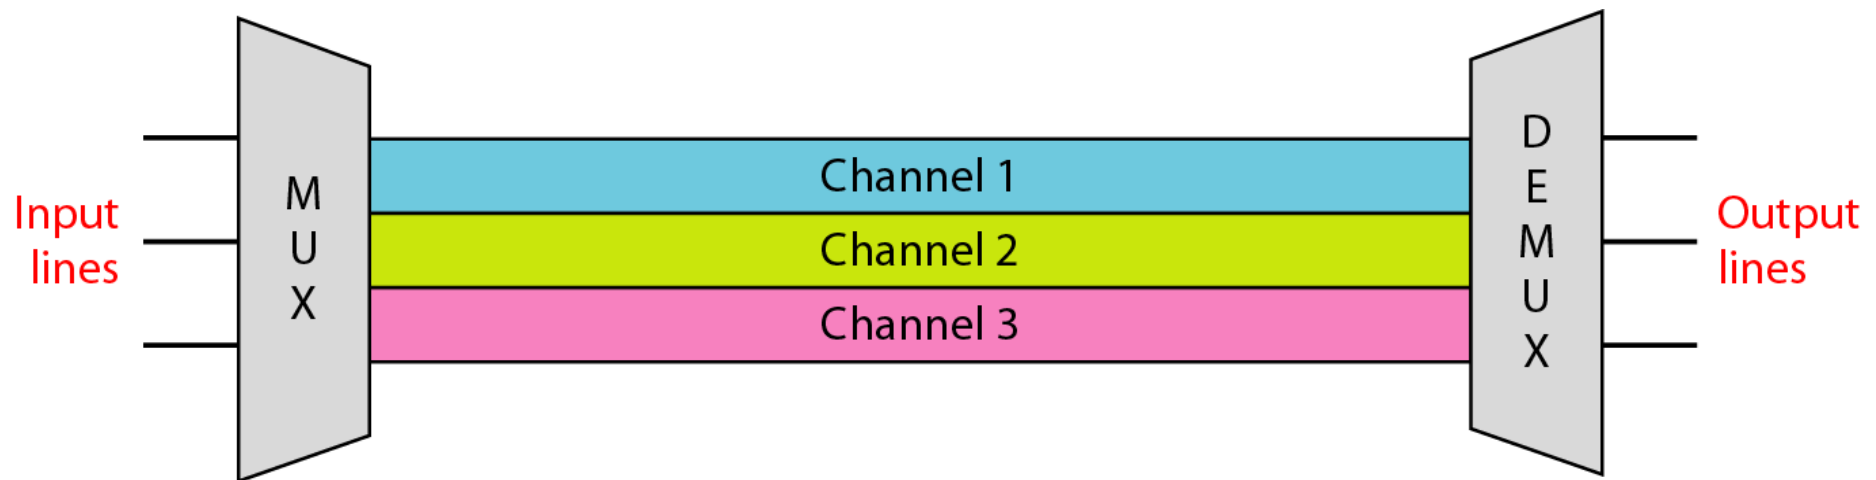 Input
lines
M
U
X
Channel 1
Channel 2
Channel 3
D
E
M
U
X
Output
lines